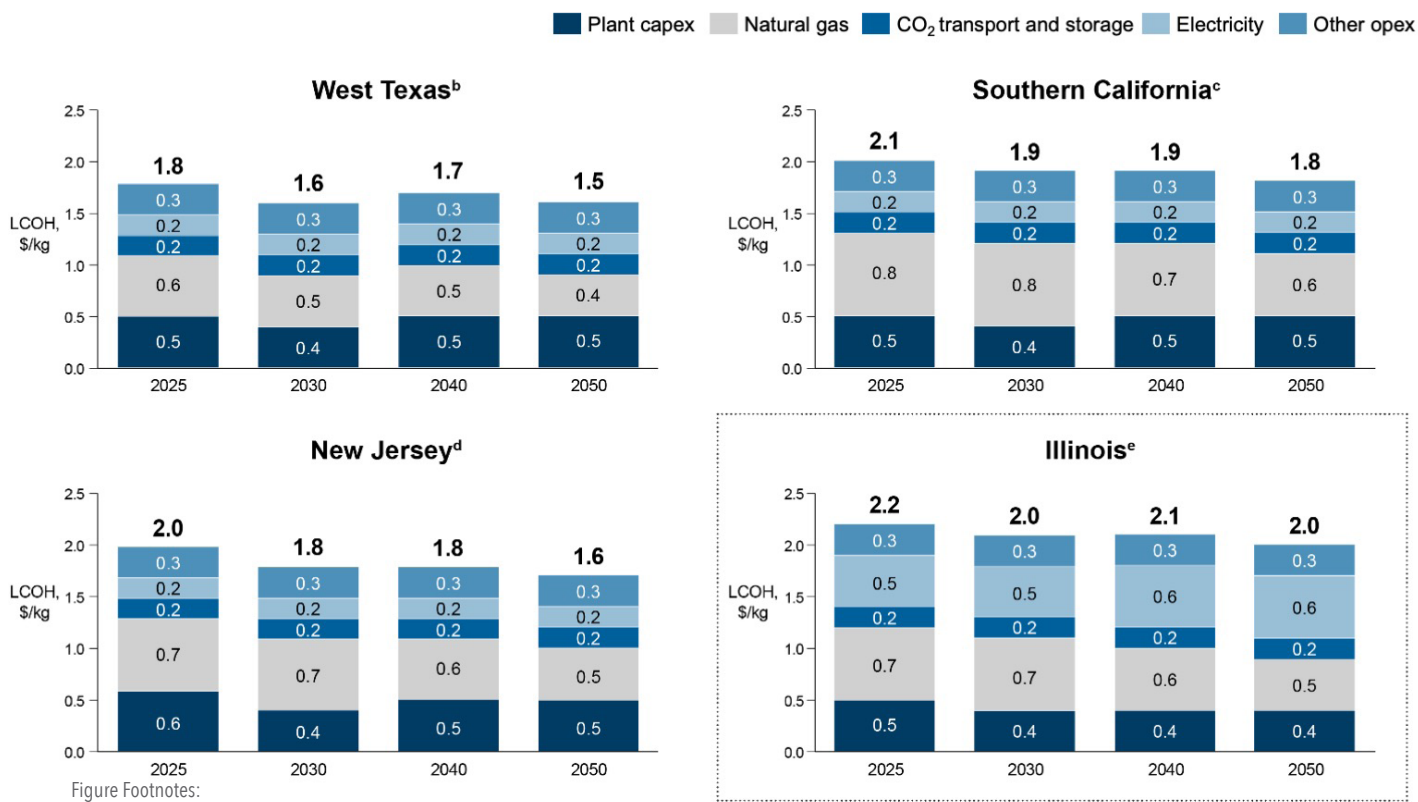 Plant capex Natural gas CO₂ transport and storage Electricity Other opex
West Texasᵇ
LCOH, $/kg
2.5
2.0
1.5
1.0
0.5
0.0
1.8 1.6 1.7 1.5
0.3 0.3 0.3 0.3
0.2 0.2 0.2 0.2
0.2 0.2 0.2 0.2
0.6 0.5 0.5 0.4
0.5 0.4 0.5 0.5
2025 2030 2040 2050
Southern Californiaᶜ
LCOH, $/kg
2.5
2.0
1.5
1.0
0.5
0.0
2.1 1.9 1.9 1.8
0.3 0.3 0.3 0.3
0.2 0.2 0.2 0.2
0.2 0.2 0.2 0.2
0.8 0.8 0.7 0.6
0.5 0.4 0.5 0.5
2025 2030 2040 2050
New Jerseyᵈ
LCOH, $/kg
2.5
2.0
1.5
1.0
0.5
0.0
2.0 1.8 1.8 1.6
0.3 0.3 0.3 0.3
0.2 0.2 0.2 0.2
0.2 0.2 0.2 0.2
0.7 0.7 0.6 0.5
0.6 0.4 0.5 0.5
2025 2030 2040 2050
Illinoisᵉ
LCOH, $/kg
2.5
2.0
1.5
1.0
0.5
0.0
2.2 2.0 2.1 2.0
0.3 0.3 0.3 0.3
0.5 0.5 0.6 0.6
0.2 0.2 0.2 0.2
0.7 0.7 0.6 0.5
0.5 0.4 0.4 0.4
2025 2030 2040 2050
Figure Footnotes: